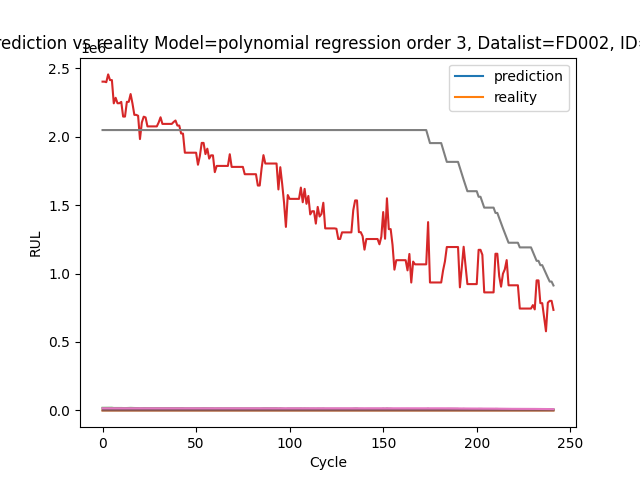 rediction vs reality Model=polynomial regression order 3, Datalist=FD002, ID=
1e6
prediction
reality
2.5
2.0
1.5
1.0
0.5
0.0
RUL
0
50
100
150
200
250
Cycle